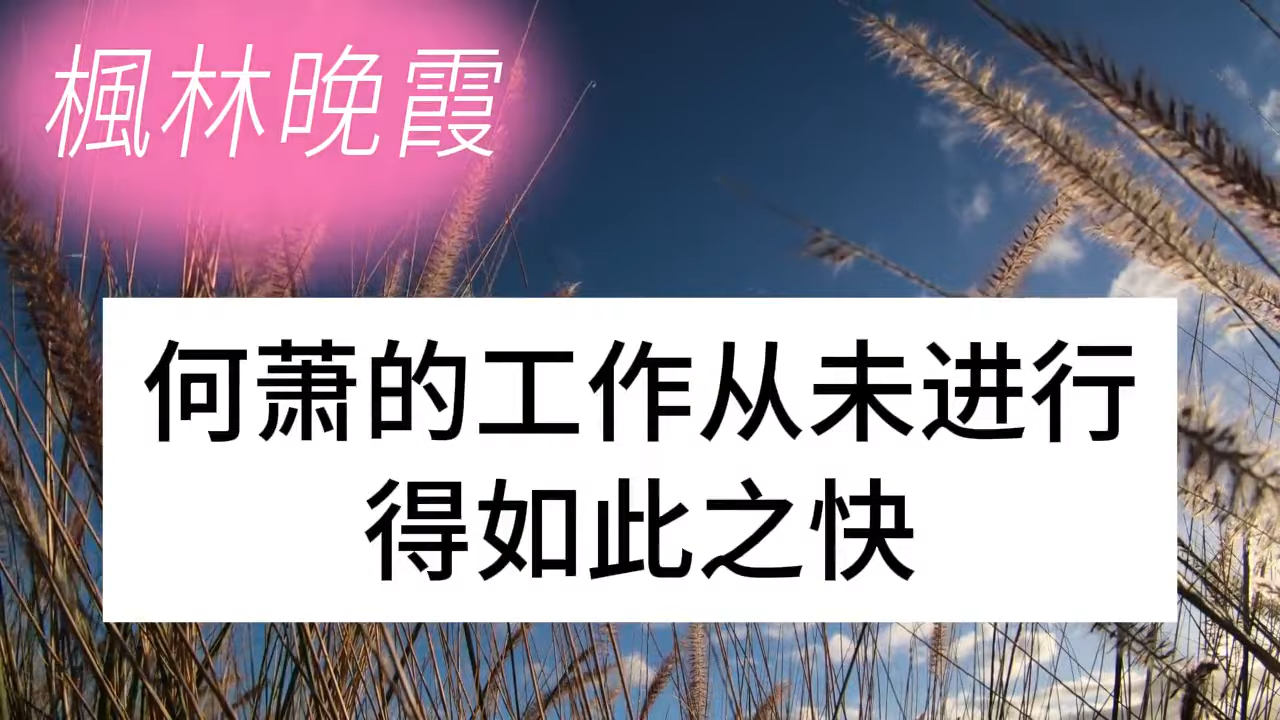 楓林晚霞
何萧的工作从未进行
得如此之快